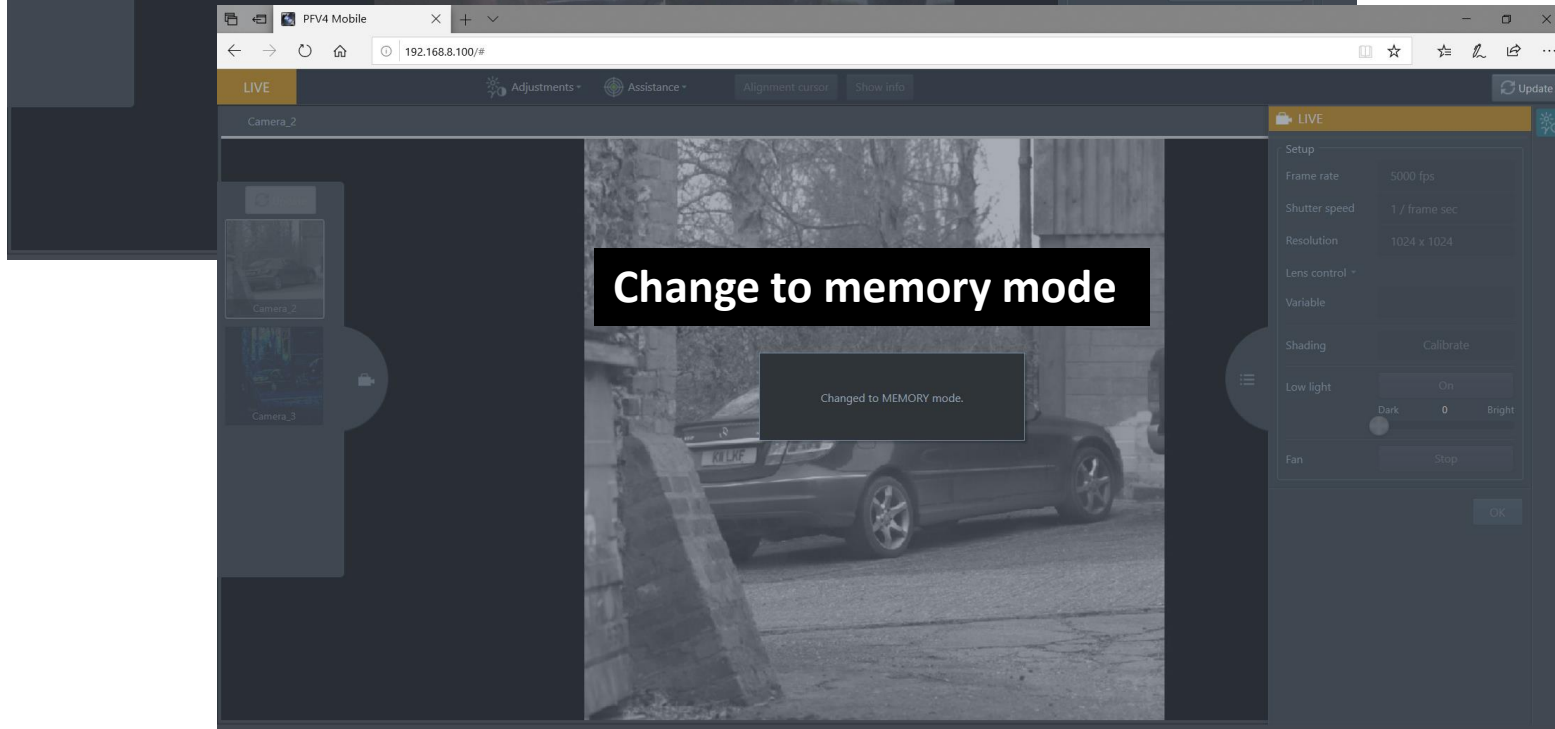 PFV4 Mobile
192.168.8.100/#
LIVE
Adjustments
Assistance
Alignment cursor
Show info
Update
Camera_2
LIVE
Setup
Frame rate 5000 fps
Shutter speed 1 / frame sec
Resolution 1024 x 1024
Lens control
Variable
Shading Calibrate
Low light On
Dark 0 Bright
Fan Stop
OK
Camera_2
Camera_3
Change to memory mode
Changed to MEMORY mode.